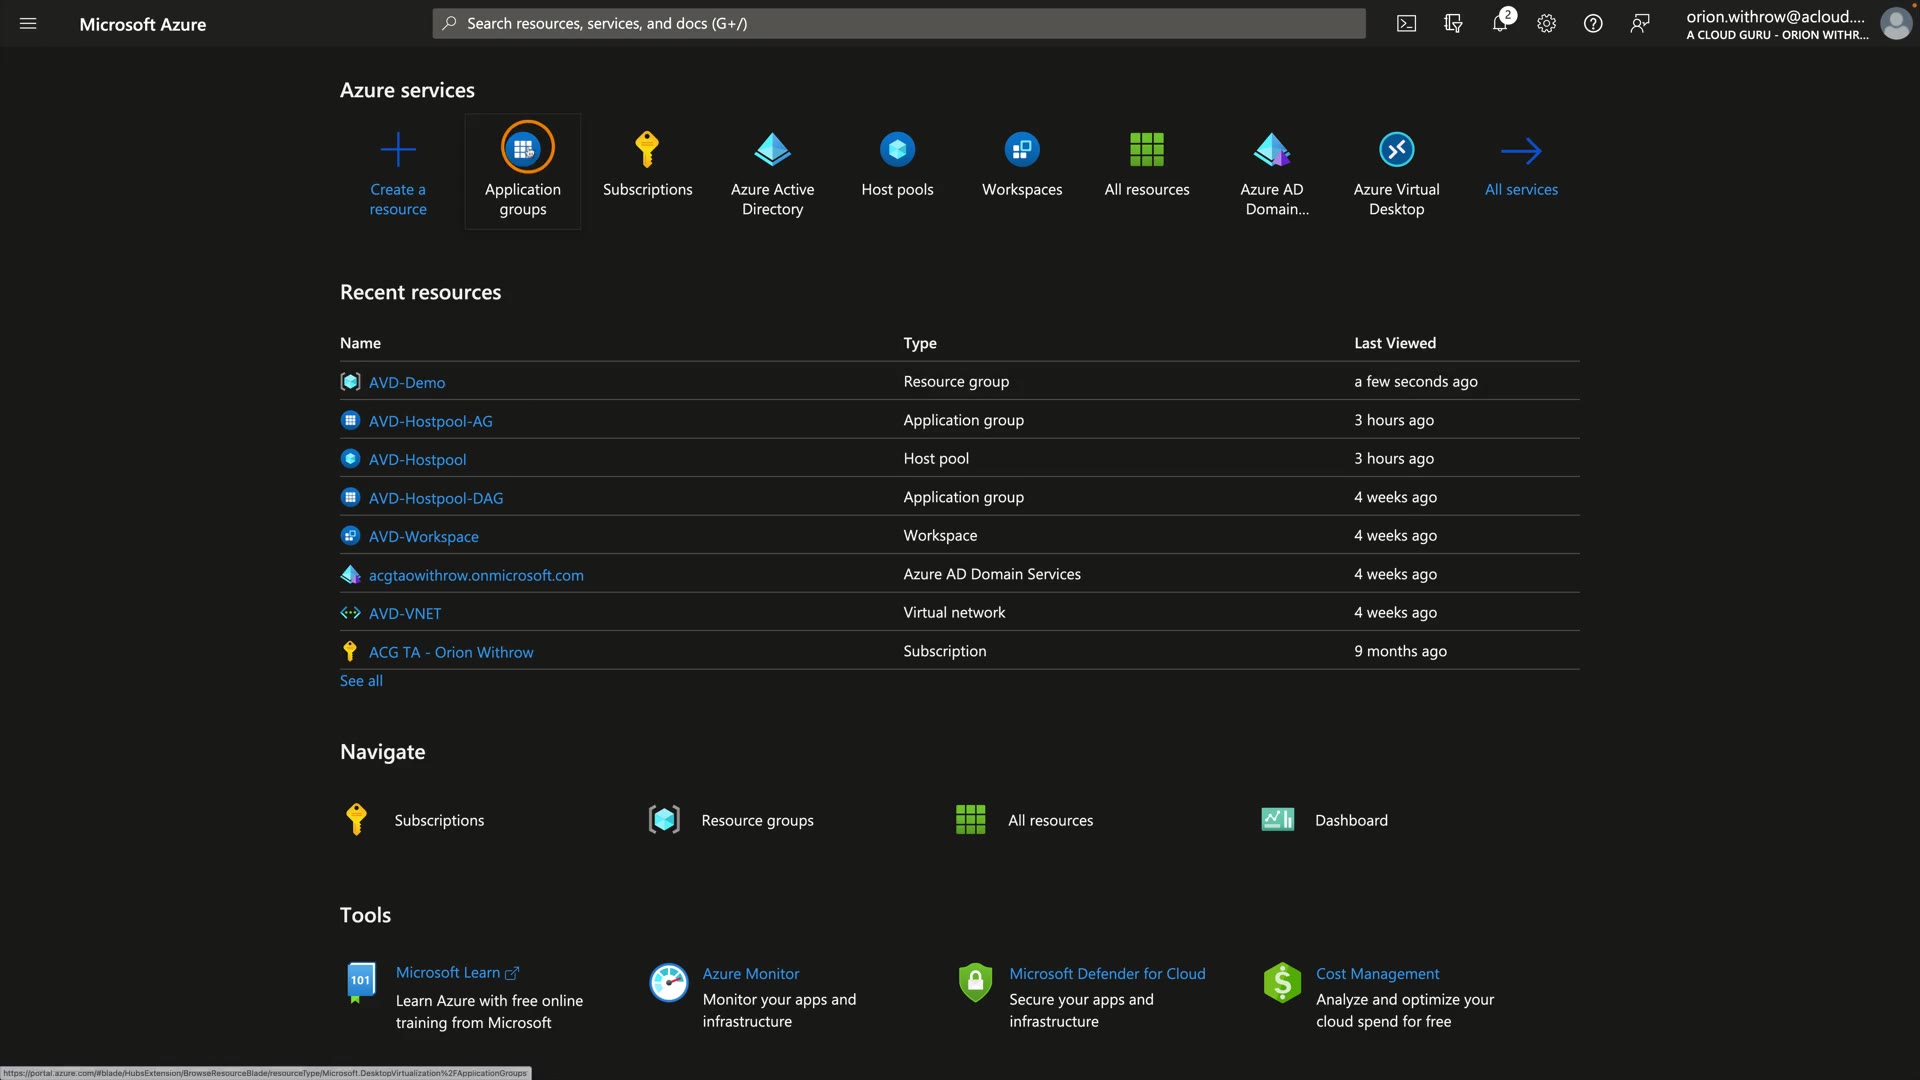 Microsoft Azure
Search resources, services, and docs (G+/)
2
orion.withrow@acloud....
A CLOUD GURU - ORION WITHR...
Azure services
Create a resource
Application groups
Subscriptions
Azure Active Directory
Host pools
Workspaces
All resources
Azure AD Domain...
Azure Virtual Desktop
All services
Recent resources
Name Type Last Viewed
AVD-Demo Resource group a few seconds ago
AVD-Hostpool-AG Application group 3 hours ago
AVD-Hostpool Host pool 3 hours ago
AVD-Hostpool-DAG Application group 4 weeks ago
AVD-Workspace Workspace 4 weeks ago
acgtaowithrow.onmicrosoft.com Azure AD Domain Services 4 weeks ago
AVD-VNET Virtual network 4 weeks ago
ACG TA - Orion Withrow Subscription 9 months ago
See all
Navigate
Subscriptions
Resource groups
All resources
Dashboard
Tools
101
Microsoft Learn
Learn Azure with free online
training from Microsoft
Azure Monitor
Monitor your apps and
infrastructure
Microsoft Defender for Cloud
Secure your apps and
infrastructure
$
Cost Management
Analyze and optimize your
cloud spend for free
https://portal.azure.com/#blade/HubsExtension/BrowseResourceBlade/resourceType/Microsoft.DesktopVirtualization%2FApplicationGroups